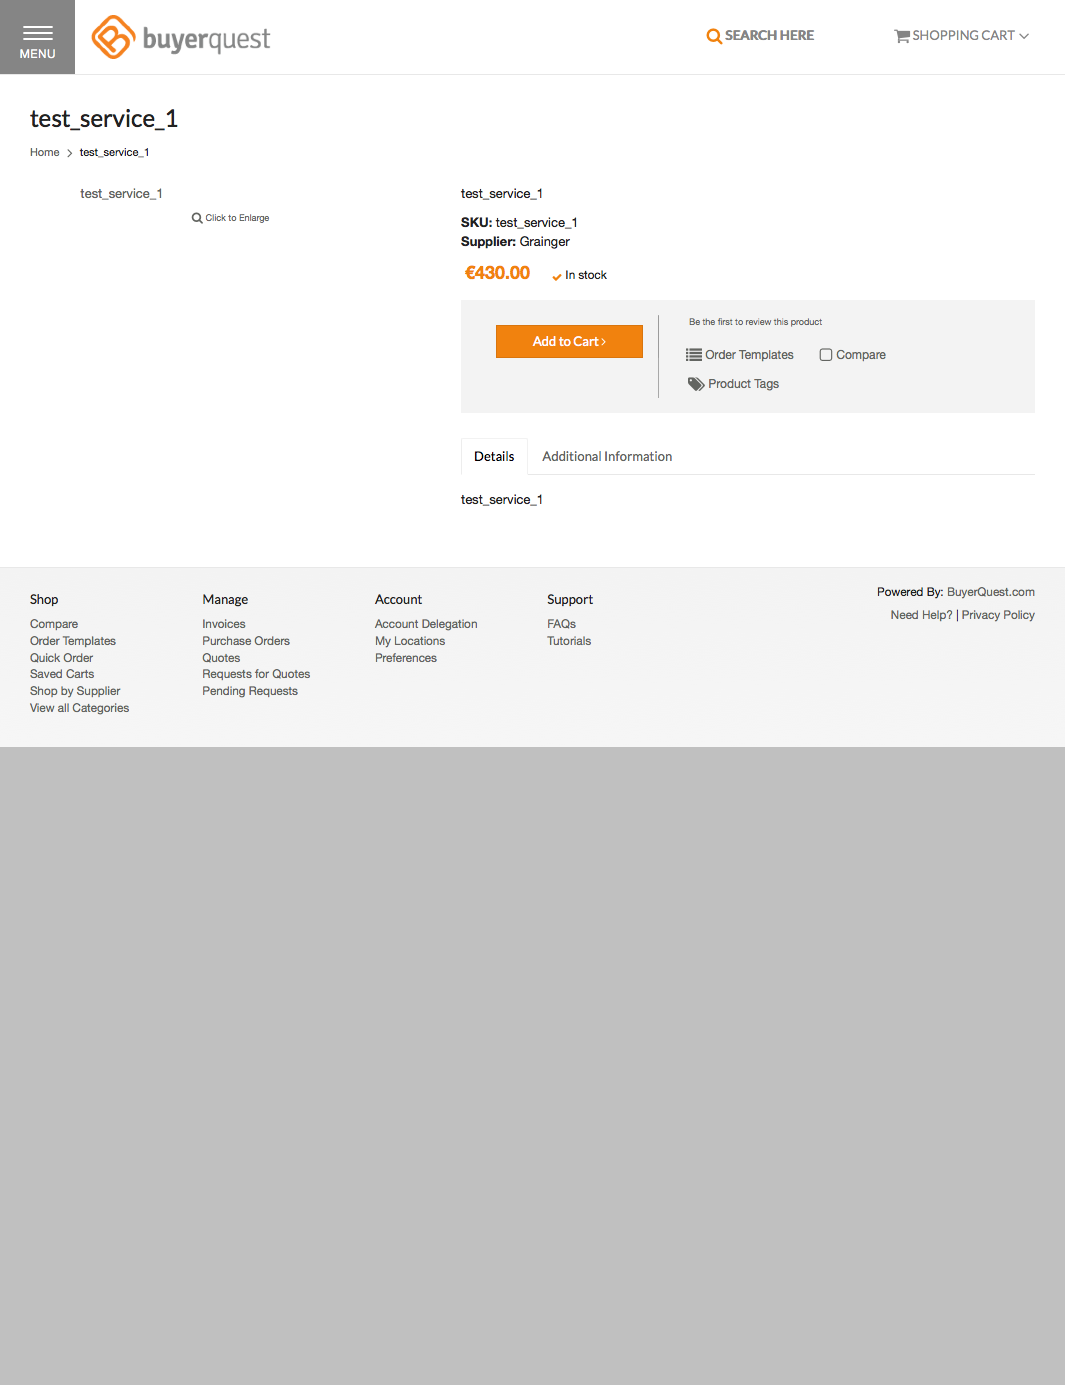 MENU
buyerquest
SEARCH HERE
SHOPPING CART
test_service_1
Home > test_service_1
test_service_1
Click to Enlarge
test_service_1
SKU: test_service_1
Supplier: Grainger
€430.00
In stock
Add to Cart ›
Be the first to review this product
Order Templates
Compare
Product Tags
Details
Additional Information
test_service_1
Shop
Compare
Order Templates
Quick Order
Saved Carts
Shop by Supplier
View all Categories
Manage
Invoices
Purchase Orders
Quotes
Requests for Quotes
Pending Requests
Account
Account Delegation
My Locations
Preferences
Support
FAQs
Tutorials
Powered By: BuyerQuest.com
Need Help? | Privacy Policy